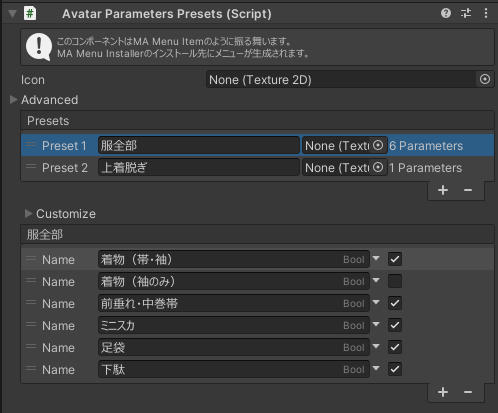 Avatar Parameters Presets (Script)
このコンポーネントはMA Menu Itemのように振る舞います。
MA Menu Installerのインストール先にメニューが生成されます。
Icon None (Texture 2D)
Advanced
Presets
Preset 1 服全部 None (Textu 6 Parameters
Preset 2 上着脱ぎ None (Textu 1 Parameters
+ −
Customize
服全部
Name 着物（帯・袖） Bool
Name 着物（袖のみ） Bool
Name 前垂れ・中巻帯 Bool
Name ミニスカ Bool
Name 足袋 Bool
Name 下駄 Bool
+ −